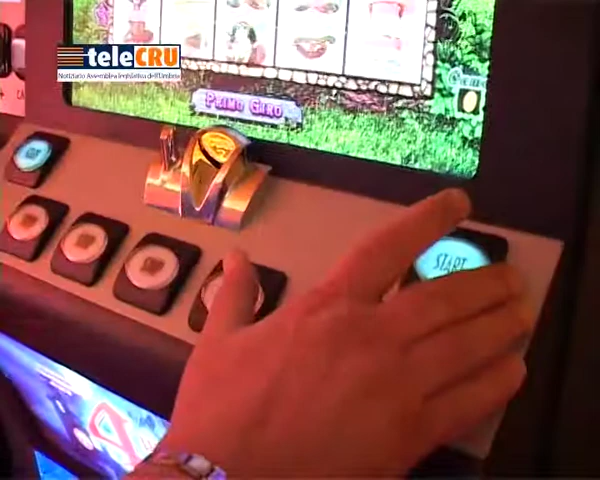 teleCRU
Notiziario Assemblea legislativa dell'Umbria
PRIMO GIRO
START